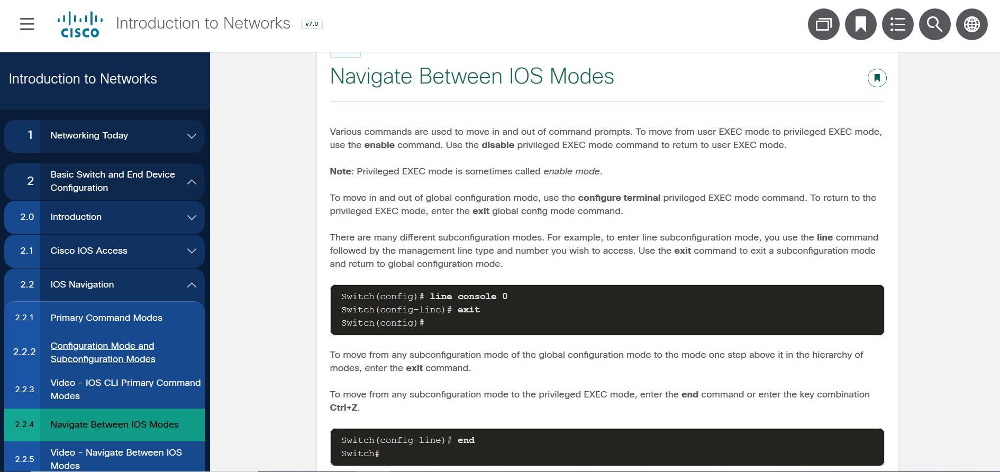 CISCO
Introduction to Networks
v7.0
Introduction to Networks
1
Networking Today
2
Basic Switch and End Device
Configuration
2.0
Introduction
2.1
Cisco IOS Access
2.2
IOS Navigation
2.2.1
Primary Command Modes
2.2.2
Configuration Mode and
Subconfiguration Modes
2.2.3
Video - IOS CLI Primary Command
Modes
2.2.4
Navigate Between IOS Modes
2.2.5
Video - Navigate Between IOS
Modes
Navigate Between IOS Modes
Various commands are used to move in and out of command prompts. To move from user EXEC mode to privileged EXEC mode,
use the enable command. Use the disable privileged EXEC mode command to return to user EXEC mode.
Note: Privileged EXEC mode is sometimes called enable mode.
To move in and out of global configuration mode, use the configure terminal privileged EXEC mode command. To return to the
privileged EXEC mode, enter the exit global config mode command.
There are many different subconfiguration modes. For example, to enter line subconfiguration mode, you use the line command
followed by the management line type and number you wish to access. Use the exit command to exit a subconfiguration mode
and return to global configuration mode.
Switch(config)# line console 0
Switch(config-line)# exit
Switch(config)#
To move from any subconfiguration mode of the global configuration mode to the mode one step above it in the hierarchy of
modes, enter the exit command.
To move from any subconfiguration mode to the privileged EXEC mode, enter the end command or enter the key combination
Ctrl+Z.
Switch(config-line)# end
Switch#